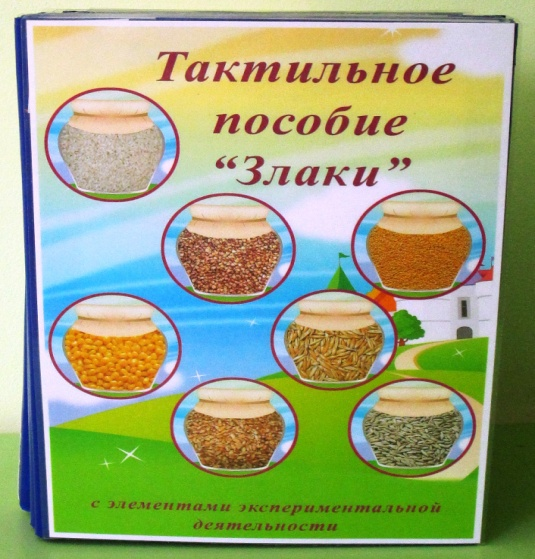 Тактильное
пособие
“Злаки”
с элементами экспериментальной
деятельности